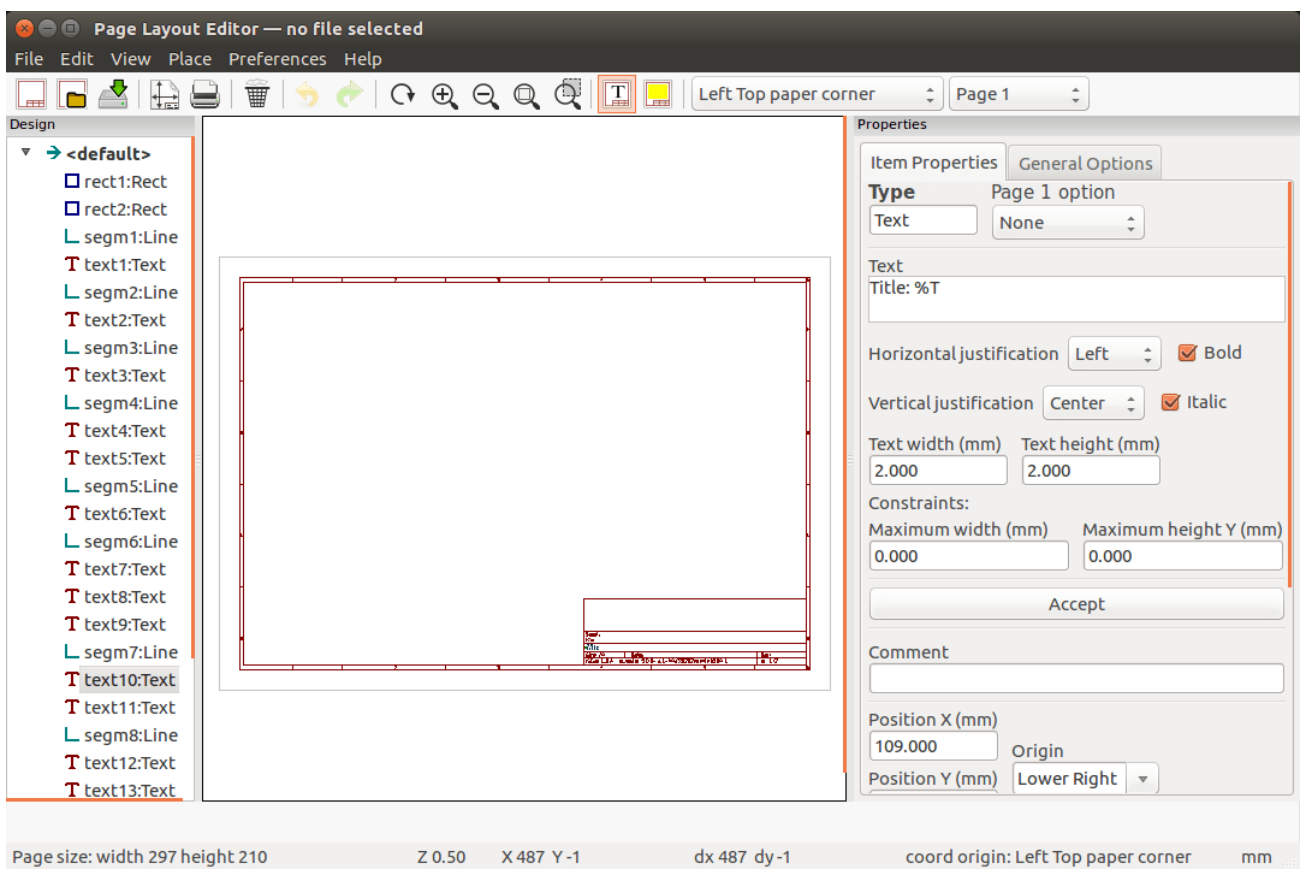 Page Layout Editor — no file selected
File Edit View Place Preferences Help
T Left Top paper corner Page 1
Design
<default>
rect1:Rect
rect2:Rect
segm1:Line
T text1:Text
segm2:Line
T text2:Text
segm3:Line
T text3:Text
segm4:Line
T text4:Text
T text5:Text
segm5:Line
T text6:Text
segm6:Line
T text7:Text
T text8:Text
T text9:Text
segm7:Line
T text10:Text
T text11:Text
segm8:Line
T text12:Text
T text13:Text
Properties
Item Properties General Options
Type Page 1 option
Text None
Text
Title: %T
Horizontal justification Left Bold
Vertical justification Center Italic
Text width (mm) Text height (mm)
2.000 2.000
Constraints:
Maximum width (mm) Maximum height Y (mm)
0.000 0.000
Accept
Comment
Position X (mm)
109.000 Origin
Position Y (mm) Lower Right
Page size: width 297 height 210 Z 0.50 X 487 Y -1 dx 487 dy -1 coord origin: Left Top paper corner mm